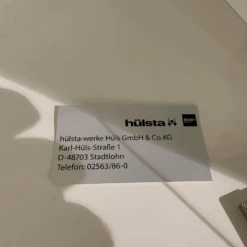 hülsta
hülsta-werke Hüls GmbH & Co. KG
Karl-Hüls-Straße 1
D-48703 Stadtlohn
Telefon: 02563/86-0